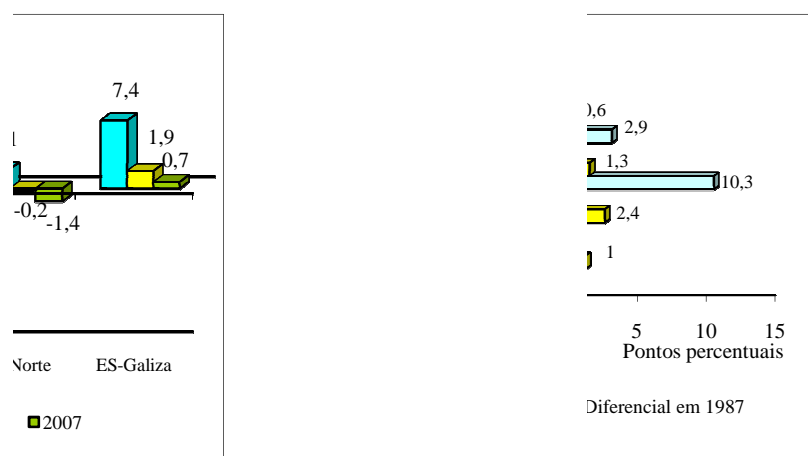 7,4
1,9
0,7
-0,2
-1,4
Norte ES-Galiza
2007
2,9
1,3
10,3
2,4
1
5 10 15
Pontos percentuais
Diferencial em 1987